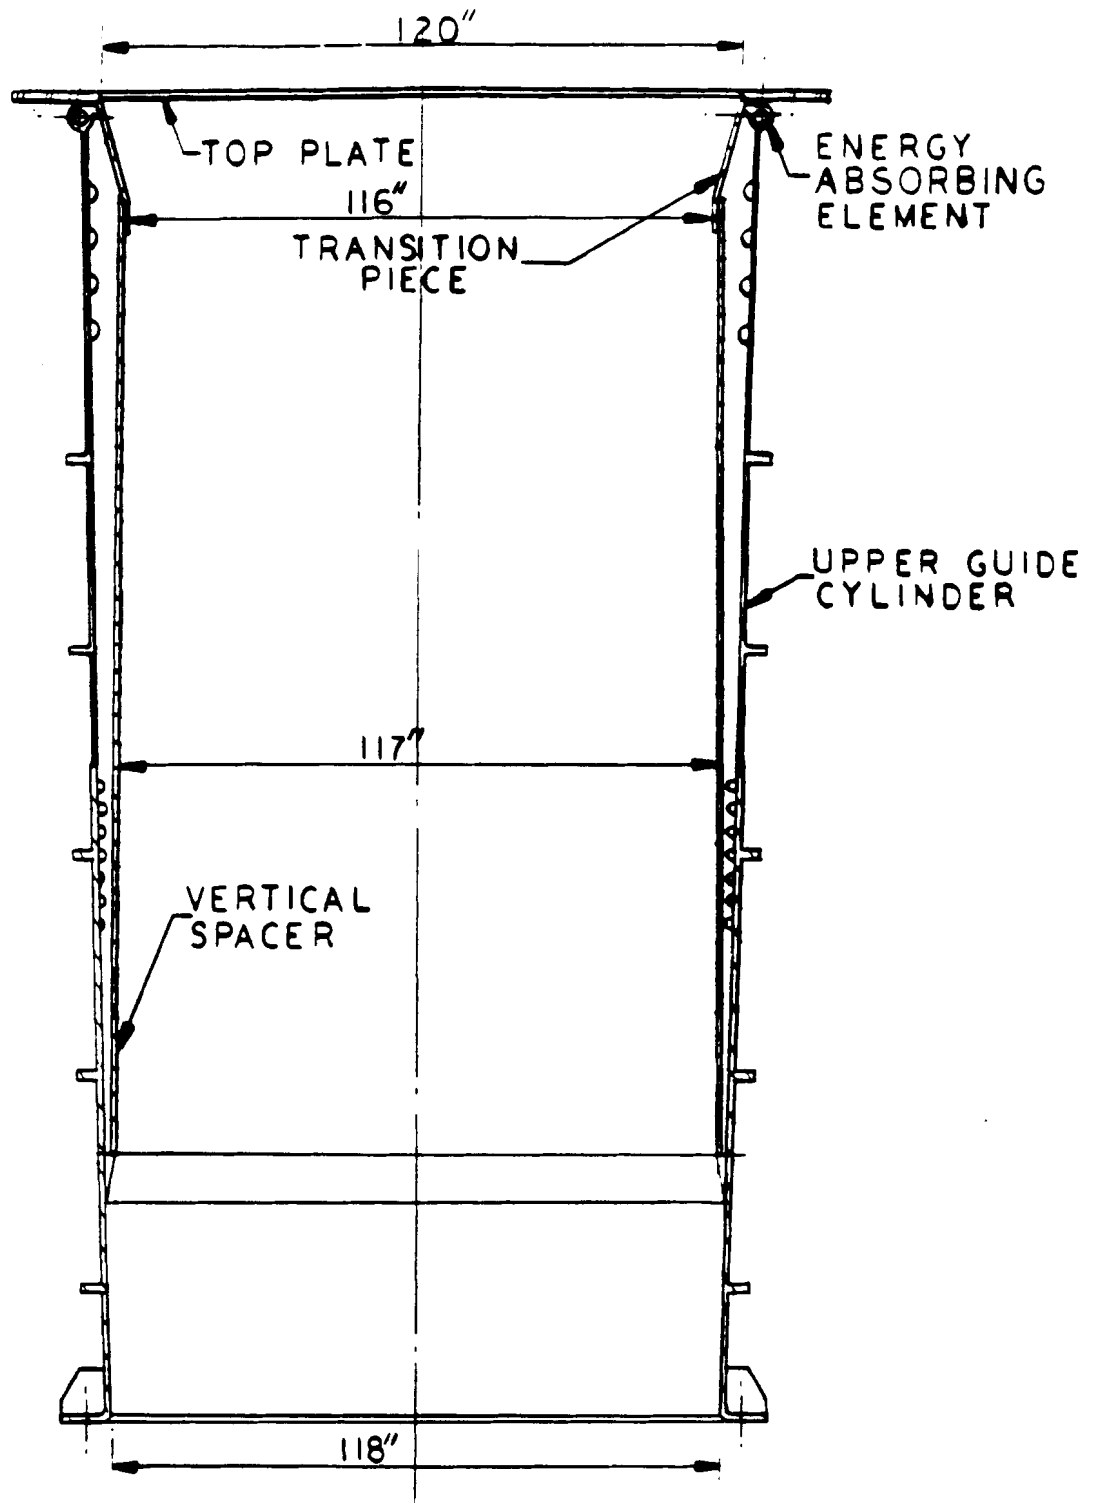 120"
TOP PLATE
ENERGY
ABSORBING
ELEMENT
116"
TRANSITION
PIECE
UPPER GUIDE
CYLINDER
117"
VERTICAL
SPACER
118"